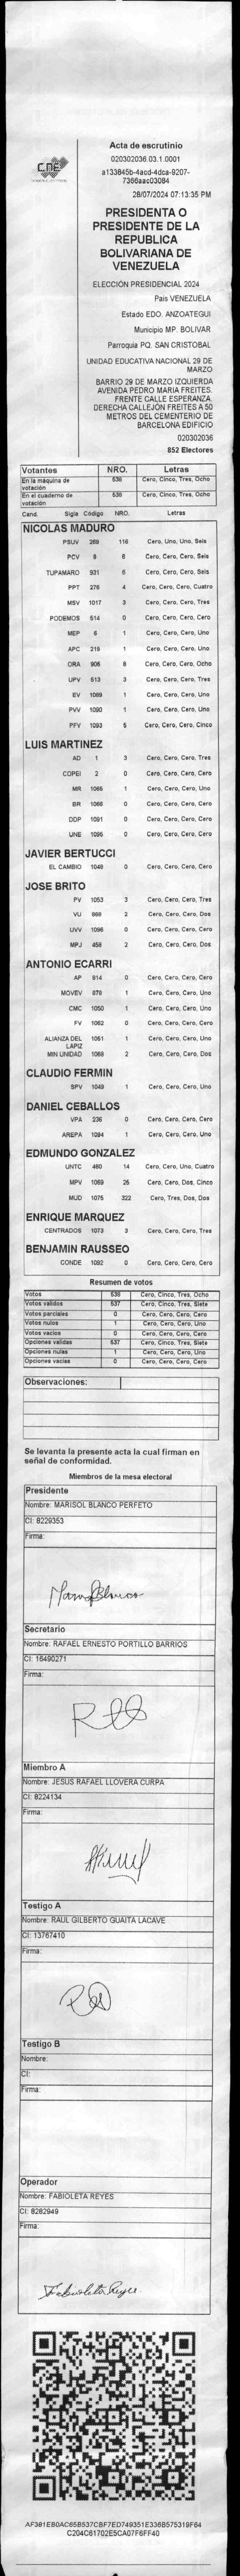 CNE
Acta de escrutinio
020302036.03.1.0001
a133845b-4acd-4dca-9207-
7366aac03084
28/07/2024 07:13:35 PM
PRESIDENTA O
PRESIDENTE DE LA
REPUBLICA
BOLIVARIANA DE
VENEZUELA
ELECCIÓN PRESIDENCIAL 2024
País VENEZUELA
Estado EDO. ANZOATEGUI
Municipio MP. BOLIVAR
Parroquia PQ. SAN CRISTOBAL
UNIDAD EDUCATIVA NACIONAL 29 DE
MARZO
BARRIO 29 DE MARZO IZQUIERDA
AVENIDA PEDRO MARIA FREITES.
FRENTE CALLE ESPERANZA.
DERECHA CALLEJÓN FREITES A 50
METROS DEL CEMENTERIO DE
BARCELONA EDIFICIO
020302036
852 Electores
Votantes NRO. Letras
En la máquina de votación 538 Cero, Cinco, Tres, Ocho
En el cuaderno de votación 538 Cero, Cinco, Tres, Ocho
Cand. Sigla Código NRO. Letras
NICOLAS MADURO
PSUV 269 116 Cero, Uno, Uno, Seis
PCV 8 6 Cero, Cero, Cero, Seis
TUPAMARO 931 6 Cero, Cero, Cero, Seis
PPT 276 4 Cero, Cero, Cero, Cuatro
MSV 1017 3 Cero, Cero, Cero, Tres
PODEMOS 514 0 Cero, Cero, Cero, Cero
MEP 6 1 Cero, Cero, Cero, Uno
APC 219 1 Cero, Cero, Cero, Uno
ORA 906 8 Cero, Cero, Cero, Ocho
UPV 613 3 Cero, Cero, Cero, Tres
EV 1089 1 Cero, Cero, Cero, Uno
PVV 1090 1 Cero, Cero, Cero, Uno
PFV 1093 5 Cero, Cero, Cero, Cinco
LUIS MARTINEZ
AD 1 3 Cero, Cero, Cero, Tres
COPEI 2 0 Cero, Cero, Cero, Cero
MR 1065 1 Cero, Cero, Cero, Uno
BR 1066 0 Cero, Cero, Cero, Cero
DDP 1091 0 Cero, Cero, Cero, Cero
UNE 1095 0 Cero, Cero, Cero, Cero
JAVIER BERTUCCI
EL CAMBIO 1048 0 Cero, Cero, Cero, Cero
JOSE BRITO
PV 1053 3 Cero, Cero, Cero, Tres
VU 869 2 Cero, Cero, Cero, Dos
UVV 1096 0 Cero, Cero, Cero, Cero
MPJ 458 2 Cero, Cero, Cero, Dos
ANTONIO ECARRI
AP 814 0 Cero, Cero, Cero, Cero
MOVEV 879 1 Cero, Cero, Cero, Uno
CMC 1050 1 Cero, Cero, Cero, Uno
FV 1062 0 Cero, Cero, Cero, Cero
ALIANZA DEL LAPIZ 1051 1 Cero, Cero, Cero, Uno
MIN UNIDAD 1068 2 Cero, Cero, Cero, Dos
CLAUDIO FERMIN
SPV 1049 1 Cero, Cero, Cero, Uno
DANIEL CEBALLOS
VPA 236 0 Cero, Cero, Cero, Cero
AREPA 1094 1 Cero, Cero, Cero, Uno
EDMUNDO GONZALEZ
UNTC 460 14 Cero, Cero, Uno, Cuatro
MPV 1069 25 Cero, Cero, Dos, Cinco
MUD 1075 322 Cero, Tres, Dos, Dos
ENRIQUE MARQUEZ
CENTRADOS 1073 3 Cero, Cero, Cero, Tres
BENJAMIN RAUSSEO
CONDE 1092 0 Cero, Cero, Cero, Cero
Resumen de votos
Votos 538 Cero, Cinco, Tres, Ocho
Votos validos 537 Cero, Cinco, Tres, Siete
Votos parciales 0 Cero, Cero, Cero, Cero
Votos nulos 1 Cero, Cero, Cero, Uno
Votos vacios 0 Cero, Cero, Cero, Cero
Opciones validas 537 Cero, Cinco, Tres, Siete
Opciones nulas 1 Cero, Cero, Cero, Uno
Opciones vacias 0 Cero, Cero, Cero, Cero
Observaciones:
Se levanta la presente acta la cual firman en
señal de conformidad.
Miembros de la mesa electoral
Presidente
Nombre: MARISOL BLANCO PERFETO
CI: 8229353
Firma:
Secretario
Nombre: RAFAEL ERNESTO PORTILLO BARRIOS
CI: 16490271
Firma:
Miembro A
Nombre: JESUS RAFAEL LLOVERA CURPA
CI: 8224134
Firma:
Testigo A
Nombre: RAUL GILBERTO GUAITA LACAVE
CI: 13767410
Firma:
Testigo B
Nombre:
CI:
Firma:
Operador
Nombre: FABIOLETA REYES
CI: 8282949
Firma:
Fabioleta Reyes
AF381EB0AC65B537CBF7ED749351E336B575319F64
C204C61702E5CA07F6FF40